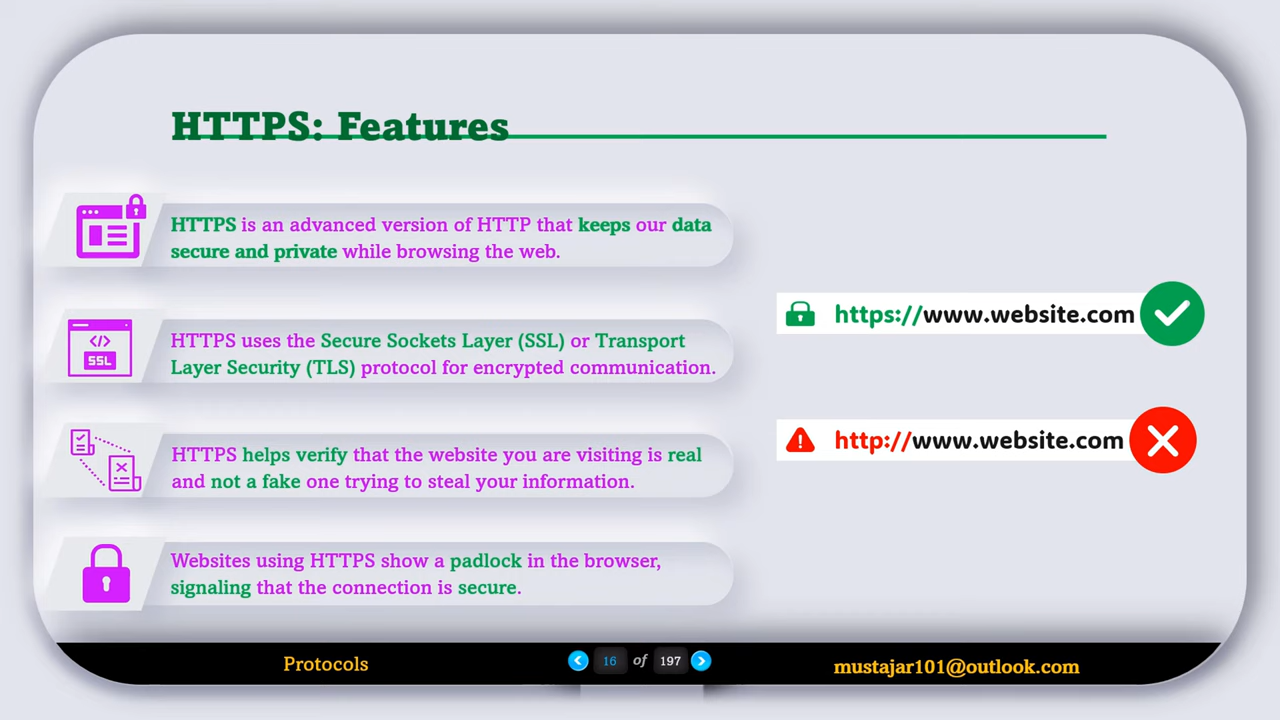 HTTPS: Features
HTTPS is an advanced version of HTTP that keeps our data
secure and private while browsing the web.
</>
SSL
HTTPS uses the Secure Sockets Layer (SSL) or Transport
Layer Security (TLS) protocol for encrypted communication.
HTTPS helps verify that the website you are visiting is real
and not a fake one trying to steal your information.
Websites using HTTPS show a padlock in the browser,
signaling that the connection is secure.
https://www.website.com
http://www.website.com
Protocols
16 of 197
mustajar101@outlook.com